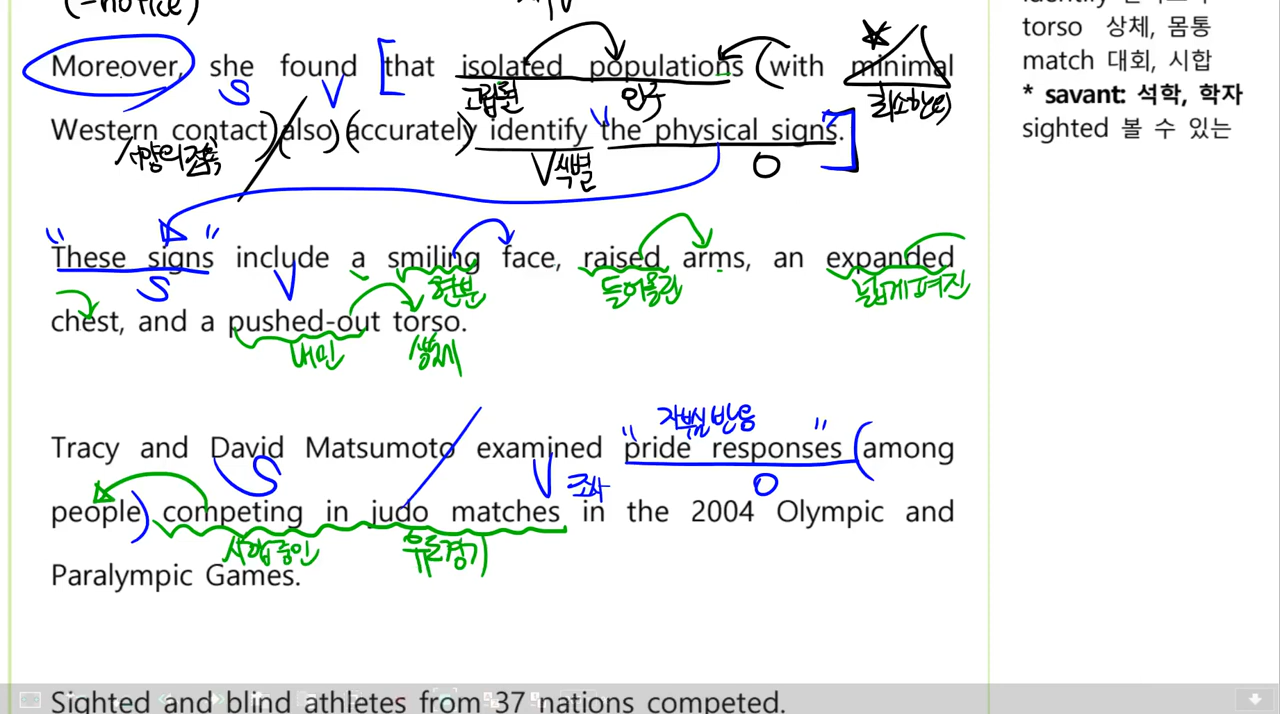 (=notice)
identify
torso 상체, 몸통
match 대회, 시합
* savant: 석학, 학자
sighted 볼 수 있는
Moreover, she found [that isolated populations (with minimal
S V 고립된 인구 최소한(의)
Western contact) (also) (accurately) identify "the physical signs".]
서양의 접촉 V 식별 O
"These signs" include a smiling face, raised arms, an expanded
S V 들어올린 넓게 펴진
chest, and a pushed-out torso.
내민 상체
자부심 반응
Tracy and David Matsumoto examined "pride responses" (among
S V 조사 O
people) competing in judo matches in the 2004 Olympic and
시합중인 유도경기
Paralympic Games.
Sighted and blind athletes from 37 nations competed.